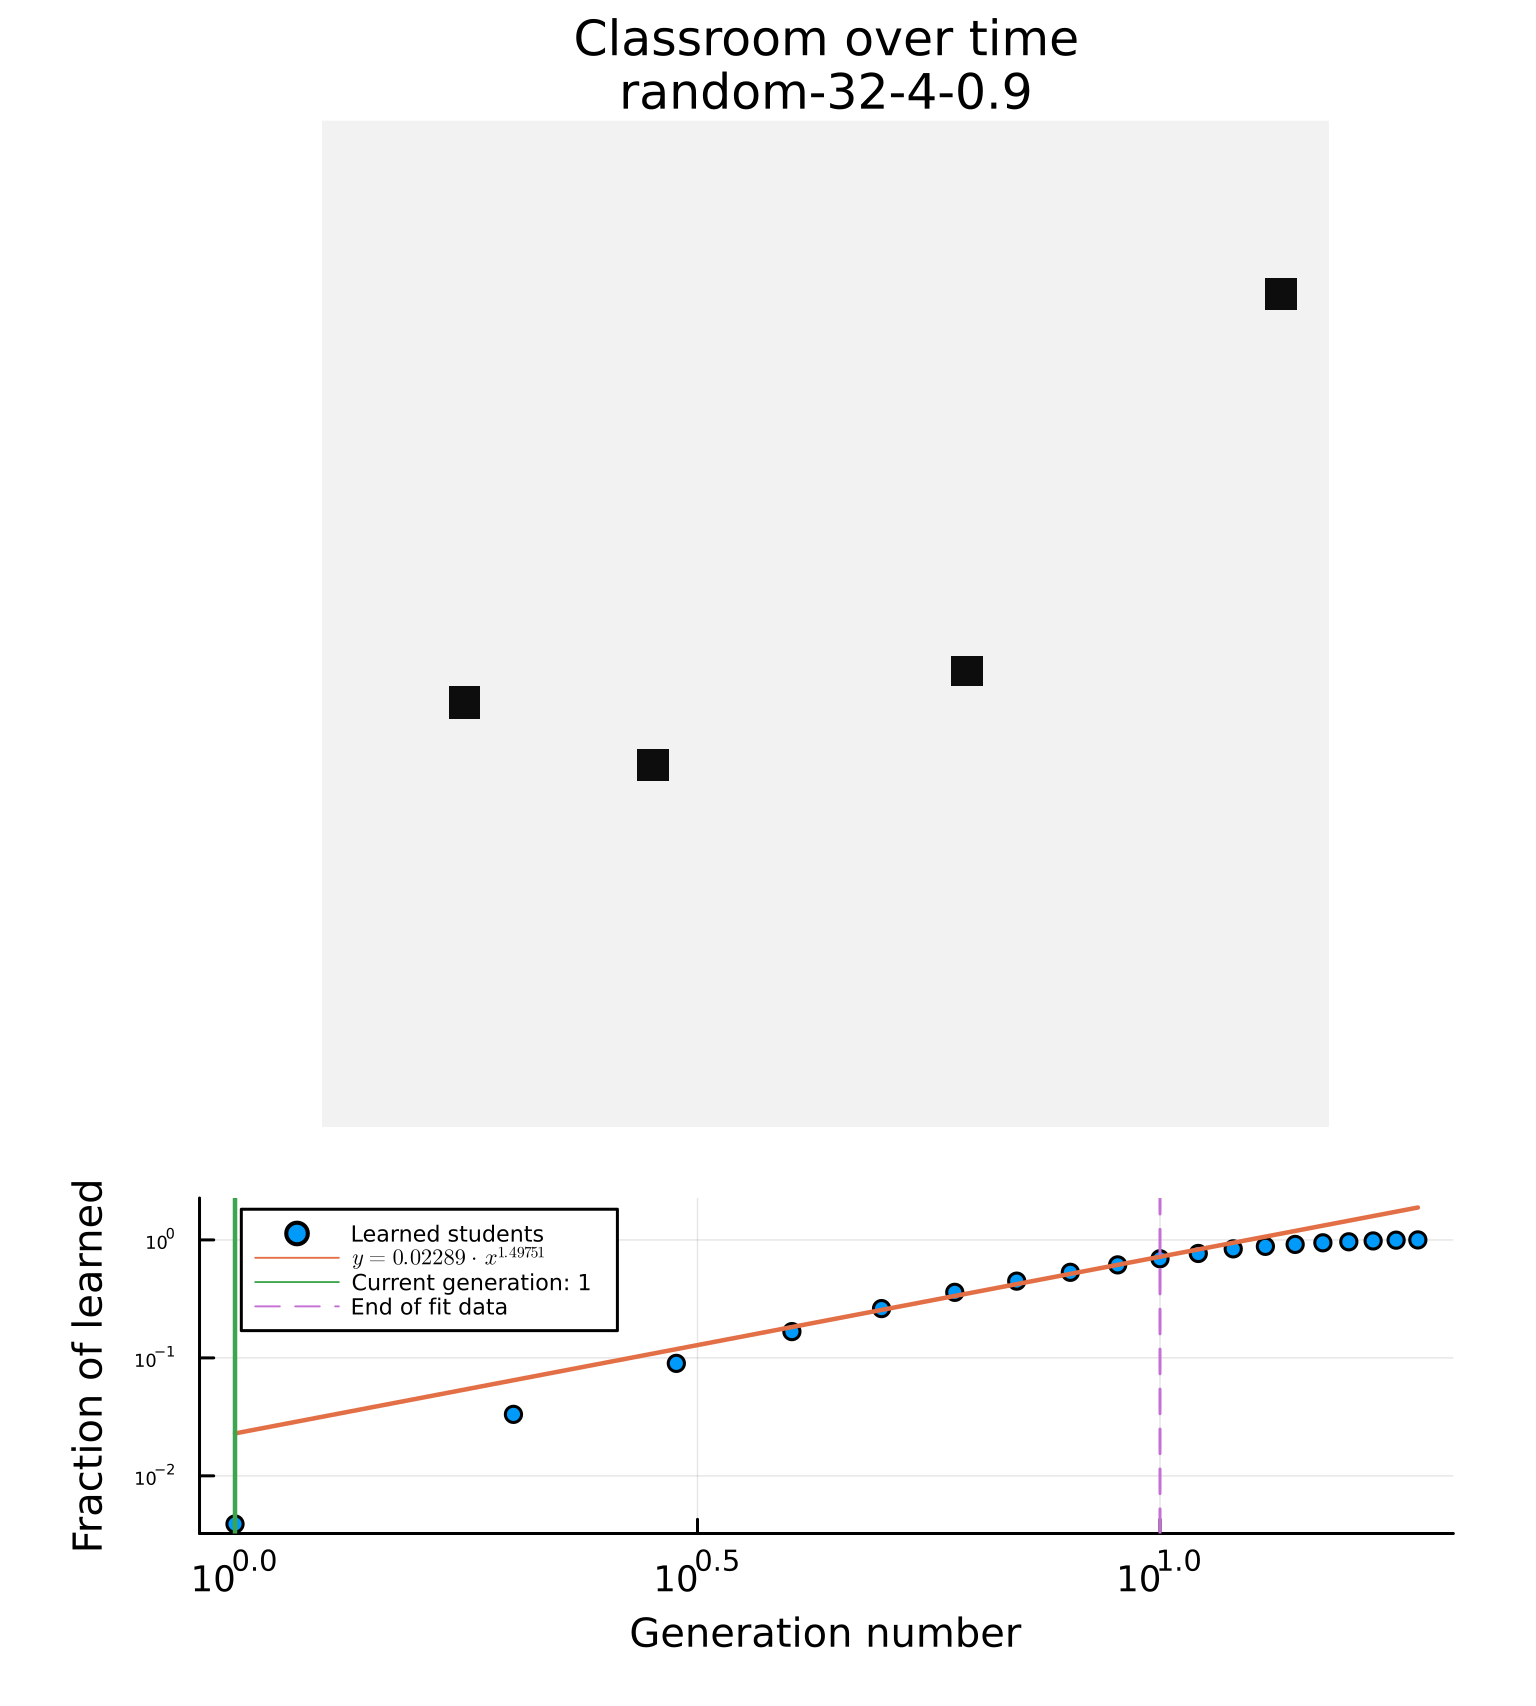 Classroom over time
random-32-4-0.9
Fraction of learned
10⁰
10⁻¹
10⁻²
Learned students
y = 0.02289 · x^1.49751
Current generation: 1
End of fit data
10^0.0 10^0.5 10^1.0
Generation number